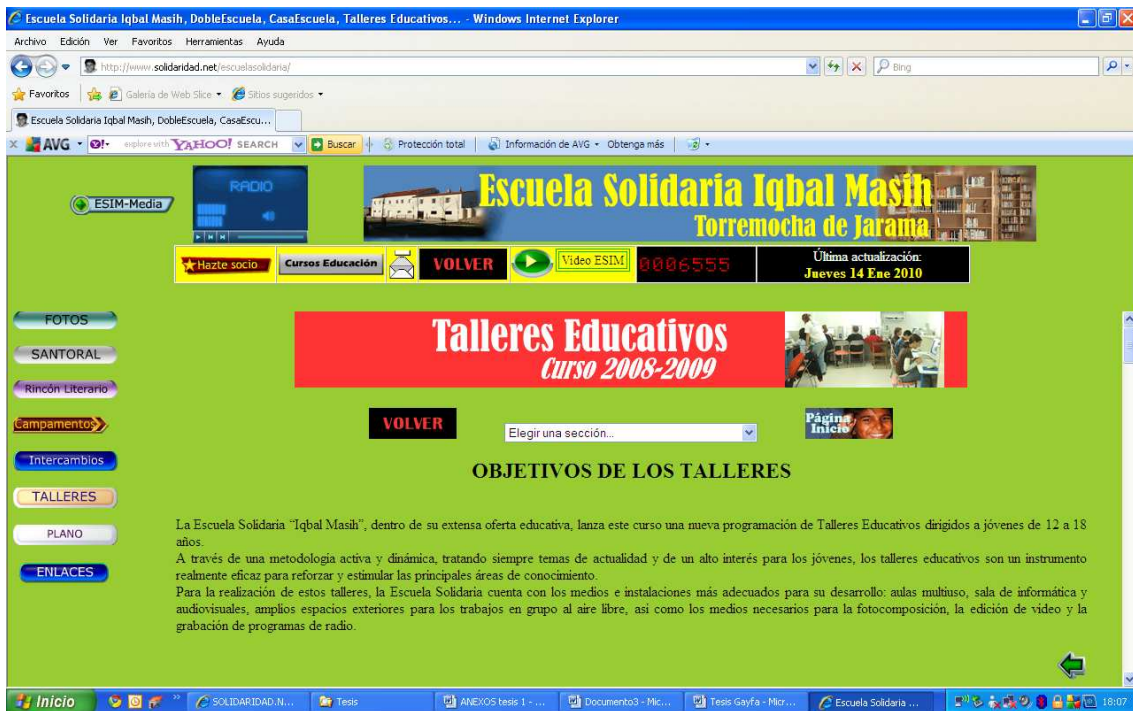 Escuela Solidaria Iqbal Masih, DobleEscuela, CasaEscuela, Talleres Educativos... - Windows Internet Explorer
Archivo Edición Ver Favoritos Herramientas Ayuda
http://www.solidaridad.net/escuelasolidaria/
Bing
Favoritos Galería de Web Slice Sitios sugeridos
Escuela Solidaria Iqbal Masih, DobleEscuela, CasaEscu...
AVG explore with YAHOO! SEARCH Buscar Protección total Información de AVG Obtenga más
ESIM-Media
RADIO
Escuela Solidaria Iqbal Masih
Torremocha de Jarama
Hazte socio Cursos Educación VOLVER Video ESIM 0006555 Última actualización:
Jueves 14 Ene 2010
FOTOS
SANTORAL
Rincón Literario
Campamentos
Intercambios
TALLERES
PLANO
ENLACES
Talleres Educativos
Curso 2008-2009
VOLVER
Elegir una sección...
Página
Inicio
OBJETIVOS DE LOS TALLERES
La Escuela Solidaria “Iqbal Masih”, dentro de su extensa oferta educativa, lanza este curso una nueva programación de Talleres Educativos dirigidos a jóvenes de 12 a 18
años.
A través de una metodología activa y dinámica, tratando siempre temas de actualidad y de un alto interés para los jóvenes, los talleres educativos son un instrumento
realmente eficaz para reforzar y estimular las principales áreas de conocimiento.
Para la realización de estos talleres, la Escuela Solidaria cuenta con los medios e instalaciones más adecuados para su desarrollo: aulas multiuso, sala de informática y
audiovisuales, amplios espacios exteriores para los trabajos en grupo al aire libre, así como los medios necesarios para la fotocomposición, la edición de video y la
grabación de programas de radio.
Inicio SOLIDARIDAD.N... Tesis ANEXOS tesis 1 - ... Documento3 - Mic... Tesis Gayfa - Micr... Escuela Solidaria ... 18:07